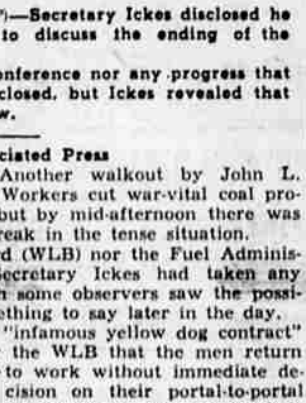 ")—Secretary Ickes disclosed he
to discuss the ending of the
onference nor any progress that
closed, but Ickes revealed that
w.
ciated Press
Another walkout by John L.
Workers cut war-vital coal pro-
but by mid-afternoon there was
reak in the tense situation.
d (WLB) nor the Fuel Adminis-
Secretary Ickes had taken any
n some observers saw the possi-
ething to say later in the day.
"infamous yellow dog contract"
the WLB that the men return
to work without immediate de-
cision on their portal-to-portal